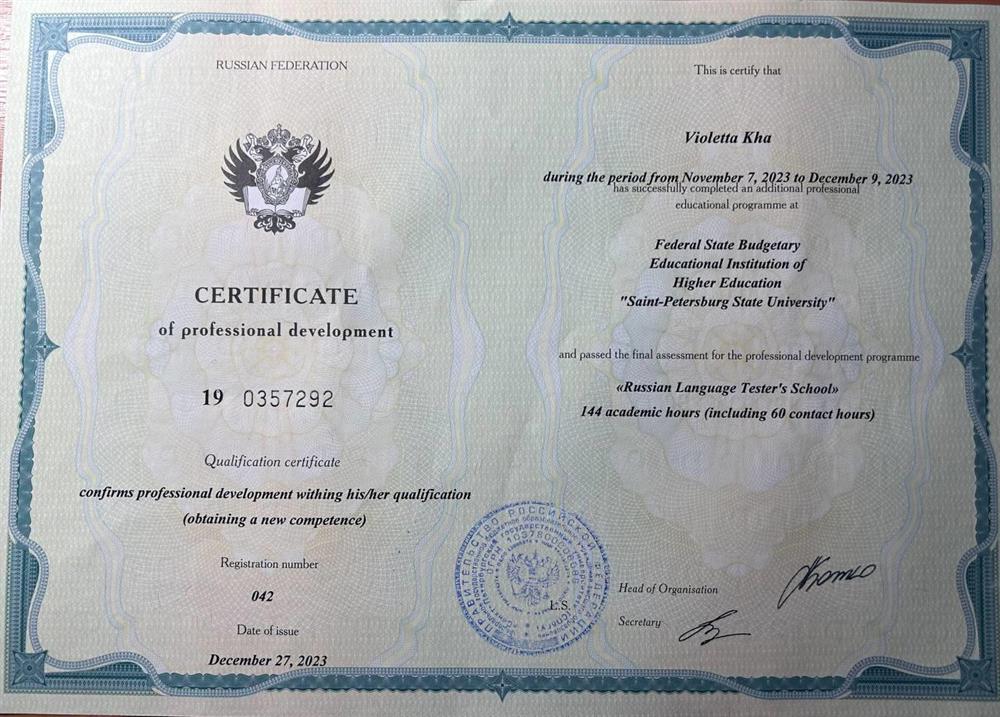 RUSSIAN FEDERATION
CERTIFICATE
of professional development
19 0357292
Qualification certificate
confirms professional development withing his/her qualification
(obtaining a new competence)
Registration number
042
Date of issue
December 27, 2023
This is certify that
Violetta Kha
during the period from November 7, 2023 to December 9, 2023
has successfully completed an additional professional
educational programme at
Federal State Budgetary
Educational Institution of
Higher Education
"Saint-Petersburg State University"
and passed the final assessment for the professional development programme
«Russian Language Tester's School»
144 academic hours (including 60 contact hours)
ПРАВИТЕЛЬСТВО РОССИЙСКОЙ ФЕДЕРАЦИИ
L.S.
Head of Organisation
Secretary